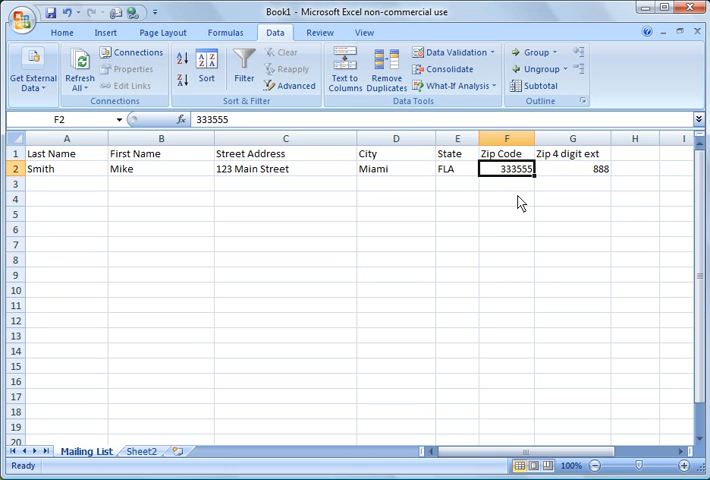 Book1 - Microsoft Excel non-commercial use
Home Insert Page Layout Formulas Data Review View
Get External Data
Refresh All
Connections
Properties
Edit Links
Connections
Sort
Filter
Clear
Reapply
Advanced
Sort & Filter
Text to Columns
Remove Duplicates
Data Validation
Consolidate
What-If Analysis
Data Tools
Group
Ungroup
Subtotal
Outline
F2 fx 333555
A B C D E F G H I
1 Last Name First Name Street Address City State Zip Code Zip 4 digit ext
2 Smith Mike 123 Main Street Miami FLA 333555 888
3
4
5
6
7
8
9
10
11
12
13
14
15
16
17
18
19
20
Mailing List Sheet2
Ready 100%